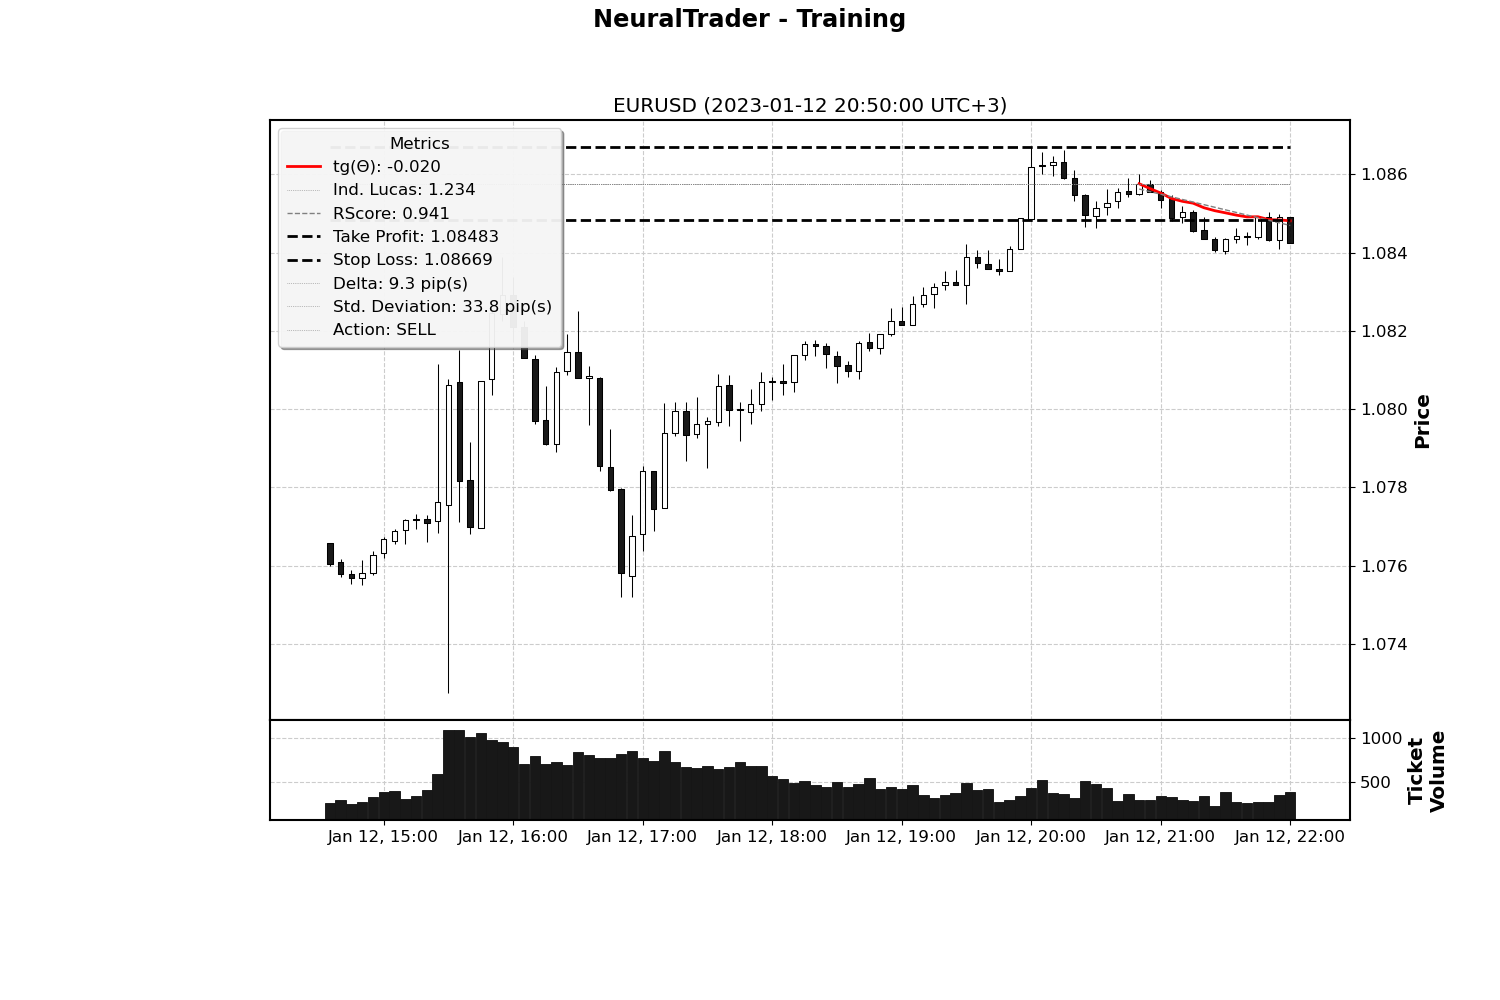 NeuralTrader - Training
EURUSD (2023-01-12 20:50:00 UTC+3)
Metrics
tg(Θ): -0.020
Ind. Lucas: 1.234
RScore: 0.941
Take Profit: 1.08483
Stop Loss: 1.08669
Delta: 9.3 pip(s)
Std. Deviation: 33.8 pip(s)
Action: SELL
1.086
1.084
1.082
1.080
1.078
1.076
1.074
Price
1000
500
Ticket
Volume
Jan 12, 15:00
Jan 12, 16:00
Jan 12, 17:00
Jan 12, 18:00
Jan 12, 19:00
Jan 12, 20:00
Jan 12, 21:00
Jan 12, 22:00